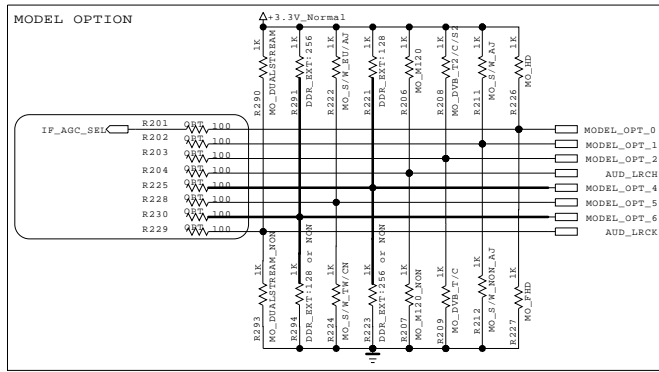 MODEL OPTION
+3.3V_Normal
1K
1K
1K
1K
1K
1K
1K
1K
MO_DUALSTREAM
DDR_EXT:256
MO_S/W_EU/AJ
DDR_EXT:128
MO_M120
MO_DVB_T2/C/S2
MO_S/W_AJ
MO_HD
R290
R291
R222
R221
R206
R208
R211
R226
IF_AGC_SEL
R201 OPT 100
R202 OPT 100
R203 OPT 100
R204 OPT 100
R225 OPT 100
R228 OPT 100
R230 OPT 100
R229 OPT 100
MODEL_OPT_0
MODEL_OPT_1
MODEL_OPT_2
AUD_LRCH
MODEL_OPT_4
MODEL_OPT_5
MODEL_OPT_6
AUD_LRCK
1K
1K
1K
1K
1K
1K
1K
1K
MO_DUALSTREAM_NON
DDR_EXT:128 or NON
MO_S/W_TW/CN
DDR_EXT:256 or NON
MO_M120_NON
MO_DVB_T/C
MO_S/W_NON_AJ
MO_FHD
R293
R294
R224
R223
R207
R209
R212
R227